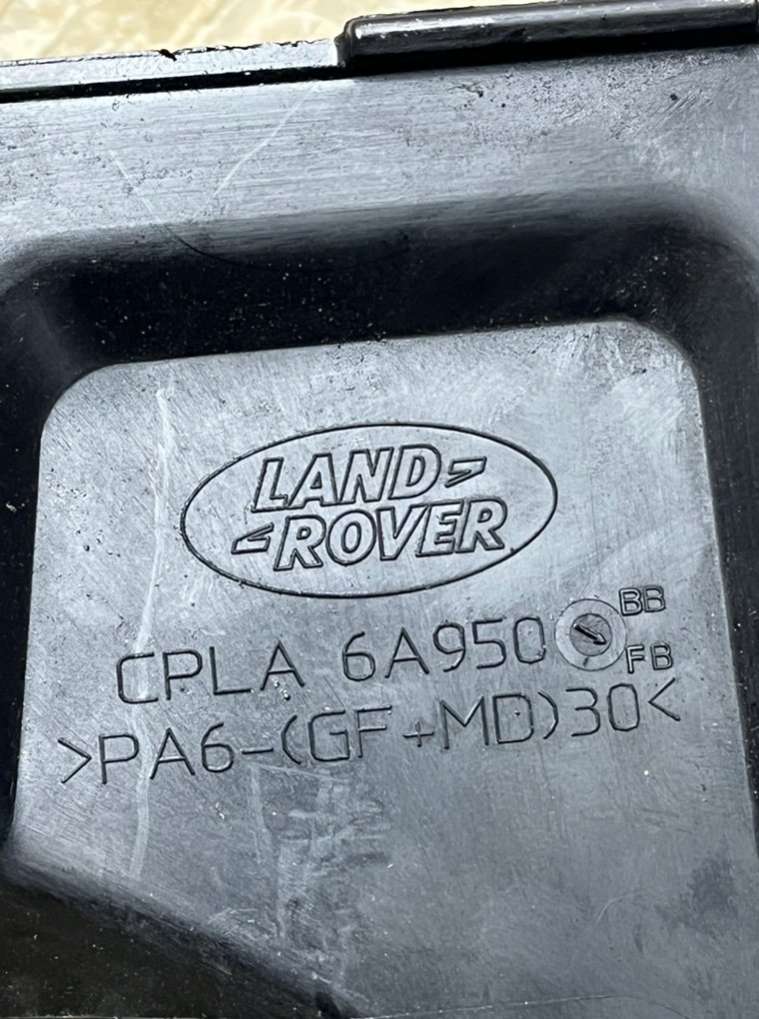 LAND
ROVER
CPLA 6A950 BB
FB
>PA6-(GF+MD)30<